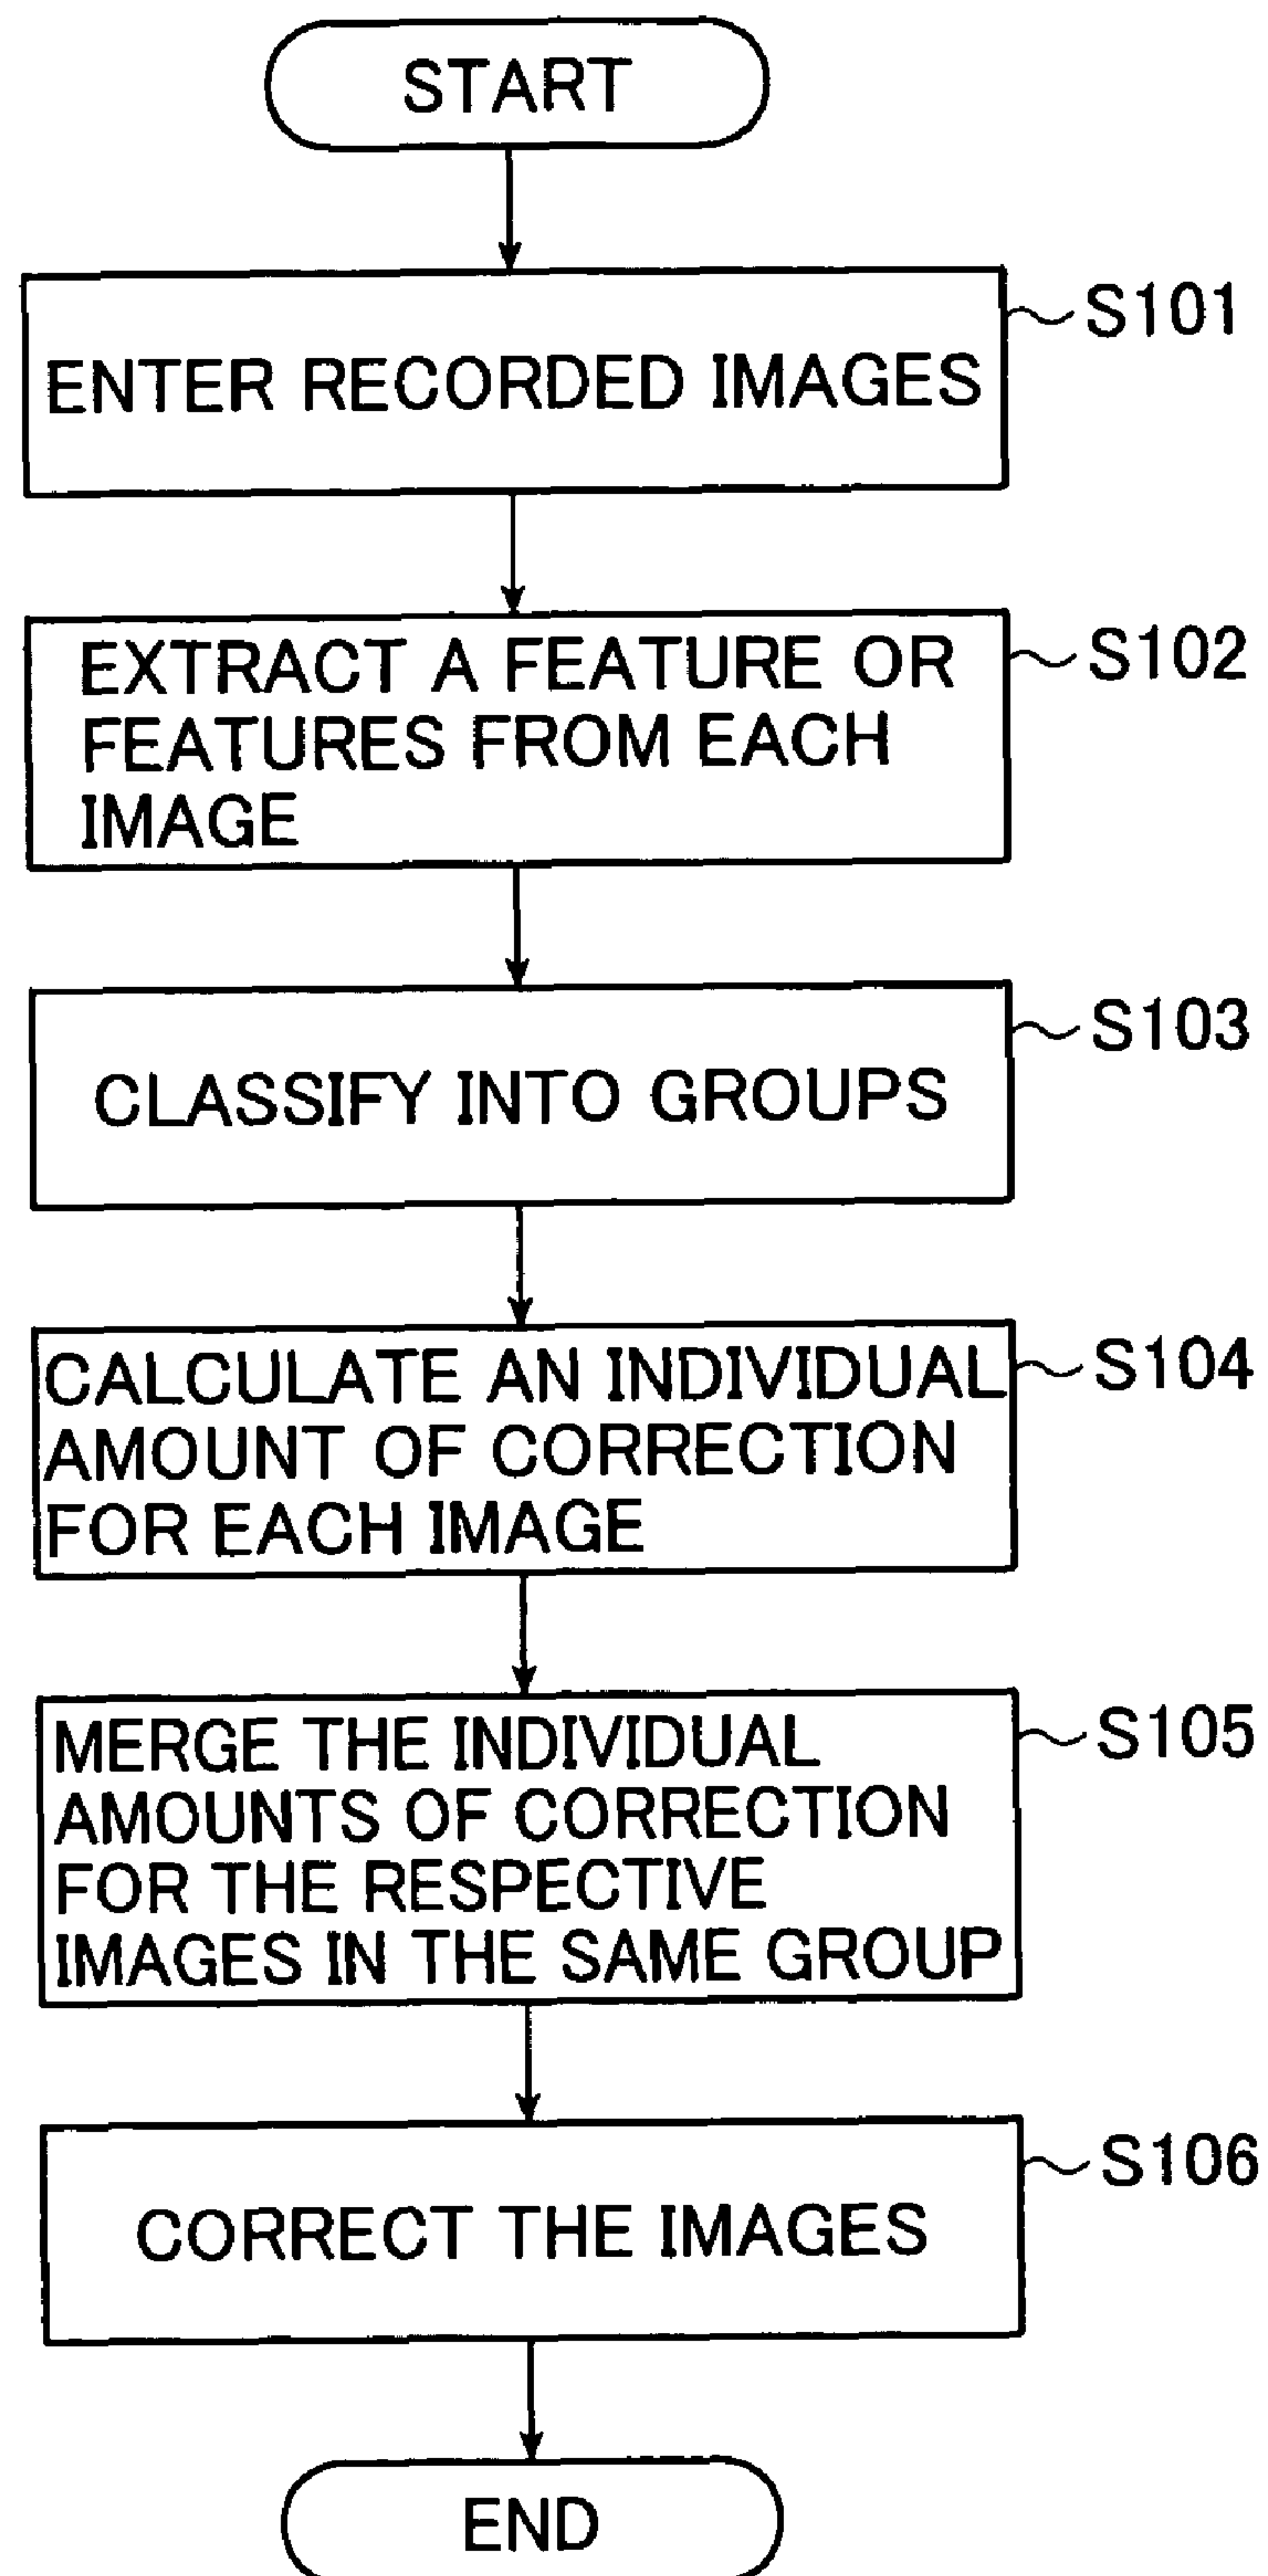 START
S101
ENTER RECORDED IMAGES
S102
EXTRACT A FEATURE OR
FEATURES FROM EACH
IMAGE
S103
CLASSIFY INTO GROUPS
S104
CALCULATE AN INDIVIDUAL
AMOUNT OF CORRECTION
FOR EACH IMAGE
S105
MERGE THE INDIVIDUAL
AMOUNTS OF CORRECTION
FOR THE RESPECTIVE
IMAGES IN THE SAME GROUP
S106
CORRECT THE IMAGES
END